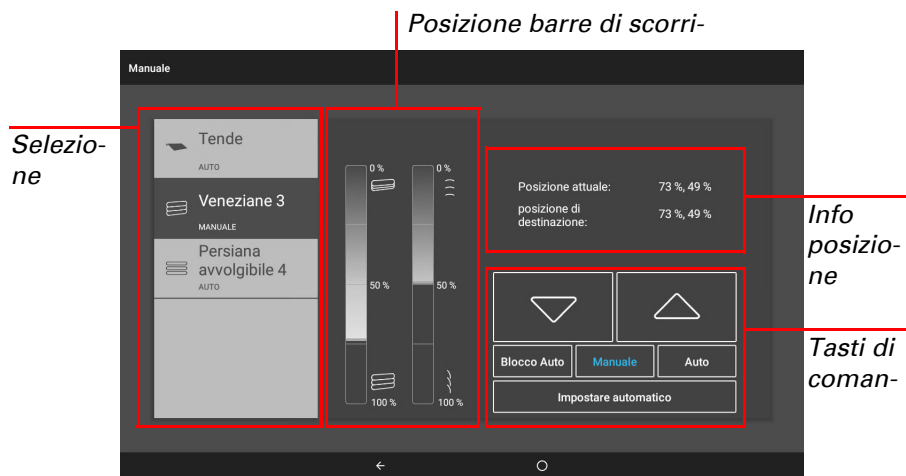 Posizione barre di scorri-
Manuale
Selezio-
ne
Tende
AUTO
Veneziane 3
MANUALE
Persiana
avvolgibile 4
AUTO
0 %
0 %
50 %
50 %
100 %
100 %
Posizione attuale: 73 %, 49 %
posizione di
destinazione: 73 %, 49 %
Info
posizio-
ne
Blocco Auto Manuale Auto
Impostare automatico
Tasti di
coman-